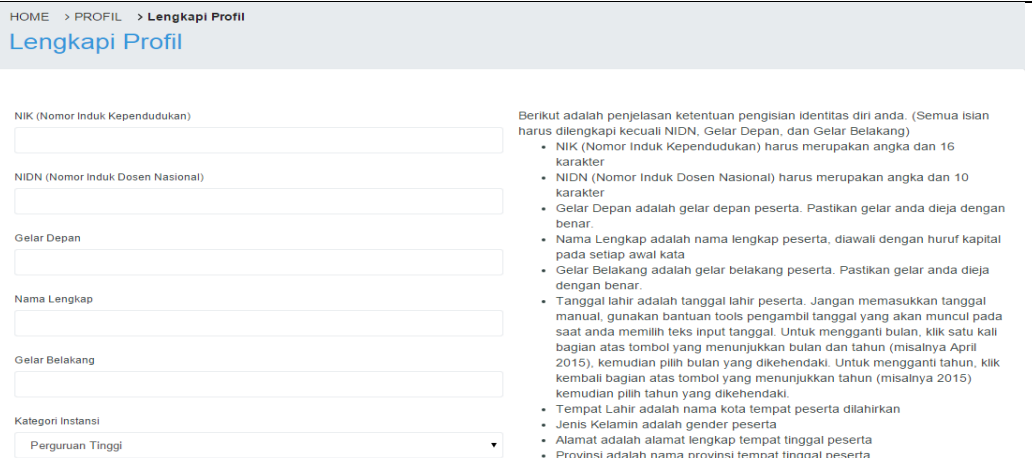 HOME > PROFIL > Lengkapi Profil
Lengkapi Profil
NIK (Nomor Induk Kependudukan)
NIDN (Nomor Induk Dosen Nasional)
Gelar Depan
Nama Lengkap
Gelar Belakang
Kategori Instansi
Perguruan Tinggi
Berikut adalah penjelasan ketentuan pengisian identitas diri anda. (Semua isian
harus dilengkapi kecuali NIDN, Gelar Depan, dan Gelar Belakang)
• NIK (Nomor Induk Kependudukan) harus merupakan angka dan 16
karakter
• NIDN (Nomor Induk Dosen Nasional) harus merupakan angka dan 10
karakter
• Gelar Depan adalah gelar depan peserta. Pastikan gelar anda dieja dengan
benar.
• Nama Lengkap adalah nama lengkap peserta, diawali dengan huruf kapital
pada setiap awal kata
• Gelar Belakang adalah gelar belakang peserta. Pastikan gelar anda dieja
dengan benar.
• Tanggal lahir adalah tanggal lahir peserta. Jangan memasukkan tanggal
manual, gunakan bantuan tools pengambil tanggal yang akan muncul pada
saat anda memilih teks input tanggal. Untuk mengganti bulan, klik satu kali
bagian atas tombol yang menunjukkan bulan dan tahun (misalnya April
2015), kemudian pilih bulan yang dikehendaki. Untuk mengganti tahun, klik
kembali bagian atas tombol yang menunjukkan tahun (misalnya 2015)
kemudian pilih tahun yang dikehendaki.
• Tempat Lahir adalah nama kota tempat peserta dilahirkan
• Jenis Kelamin adalah gender peserta
• Alamat adalah alamat lengkap tempat tinggal peserta
• Provinsi adalah nama provinsi tempat tinggal peserta